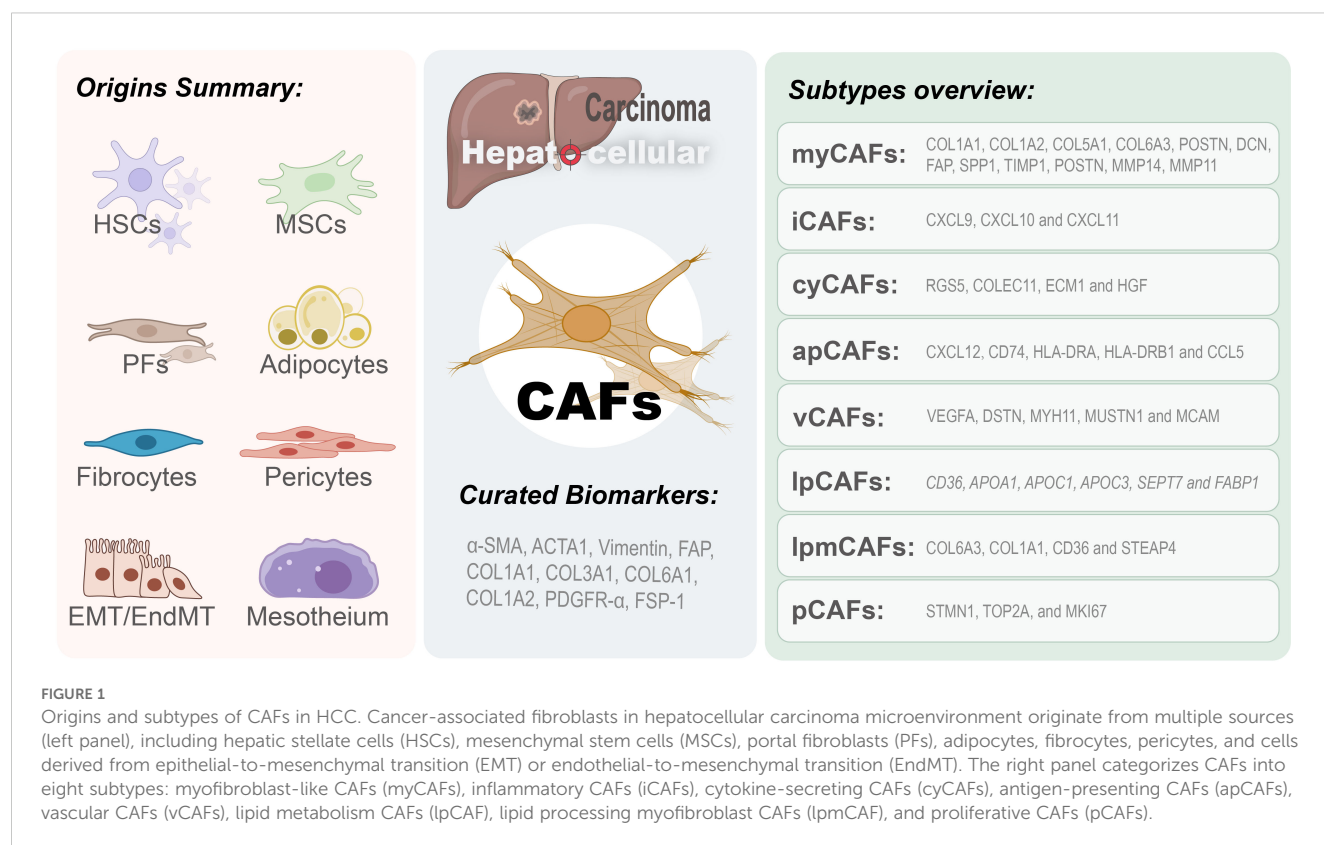 Origins Summary:
HSCs
MSCs
PFs
Adipocytes
Fibrocytes
Pericytes
EMT/EndMT
Mesotheium
Carcinoma
Hepatocellular
CAFs
Curated Biomarkers:
α-SMA, ACTA1, Vimentin, FAP,
COL1A1, COL3A1, COL6A1,
COL1A2, PDGFR-α, FSP-1
Subtypes overview:
myCAFs:
COL1A1, COL1A2, COL5A1, COL6A3, POSTN, DCN,
FAP, SPP1, TIMP1, POSTN, MMP14, MMP11
iCAFs:
CXCL9, CXCL10 and CXCL11
cyCAFs:
RGS5, COLEC11, ECM1 and HGF
apCAFs:
CXCL12, CD74, HLA-DRA, HLA-DRB1 and CCL5
vCAFs:
VEGFA, DSTN, MYH11, MUSTN1 and MCAM
lpCAFs:
CD36, APOA1, APOC1, APOC3, SEPT7 and FABP1
lpmCAFs:
COL6A3, COL1A1, CD36 and STEAP4
pCAFs:
STMN1, TOP2A, and MKI67
FIGURE 1
Origins and subtypes of CAFs in HCC. Cancer-associated fibroblasts in hepatocellular carcinoma microenvironment originate from multiple sources
(left panel), including hepatic stellate cells (HSCs), mesenchymal stem cells (MSCs), portal fibroblasts (PFs), adipocytes, fibrocytes, pericytes, and cells
derived from epithelial-to-mesenchymal transition (EMT) or endothelial-to-mesenchymal transition (EndMT). The right panel categorizes CAFs into
eight subtypes: myofibroblast-like CAFs (myCAFs), inflammatory CAFs (iCAFs), cytokine-secreting CAFs (cyCAFs), antigen-presenting CAFs (apCAFs),
vascular CAFs (vCAFs), lipid metabolism CAFs (lpCAF), lipid processing myofibroblast CAFs (lpmCAF), and proliferative CAFs (pCAFs).